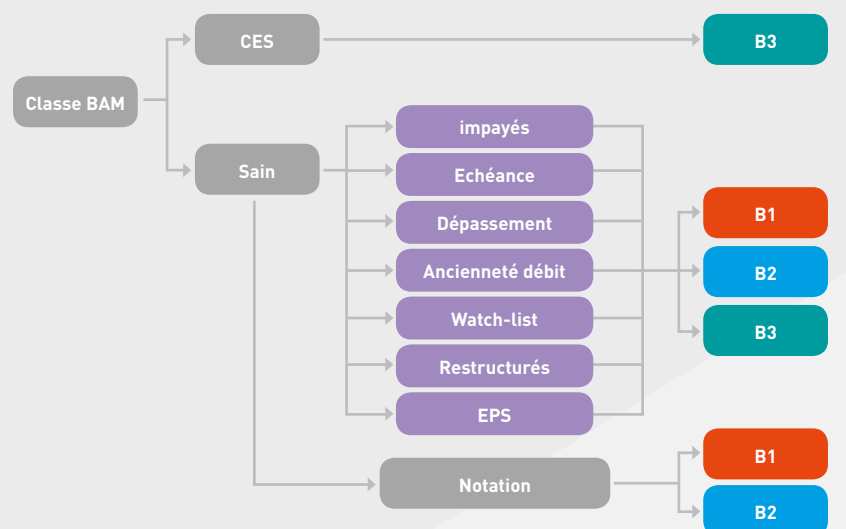 CES
B3
Classe BAM
impayés
Sain
Echéance
Dépassement
B1
Ancienneté débit
B2
Watch-list
B3
Restructurés
EPS
B1
Notation
B2